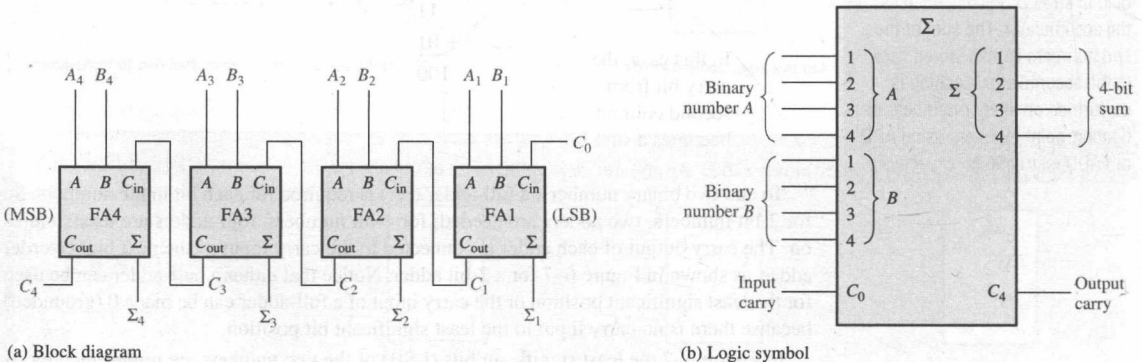 A4 B4 A3 B3 A2 B2 A1 B1
C0
A B Cin A B Cin A B Cin A B Cin
(MSB) FA4 FA3 FA2 FA1 (LSB)
Cout Σ Cout Σ Cout Σ Cout Σ
C4 C3 C2 C1
Σ4 Σ3 Σ2 Σ1
(a) Block diagram
Σ
Binary number A
1
2
3
4
A
Σ
1
2
3
4
4-bit sum
Binary number B
1
2
3
4
B
Input carry
C0
C4
Output carry
(b) Logic symbol